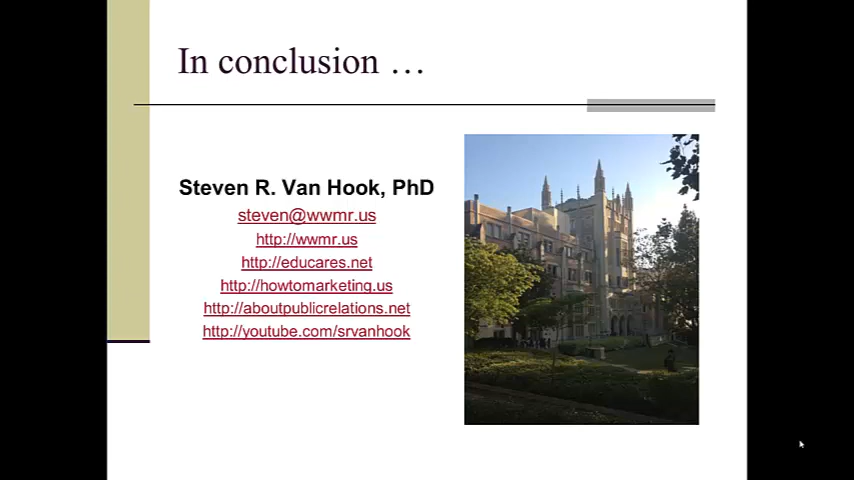 In conclusion …
Steven R. Van Hook, PhD
steven@wwmr.us
http://wwmr.us
http://educares.net
http://howtomarketing.us
http://aboutpublicrelations.net
http://youtube.com/srvanhook